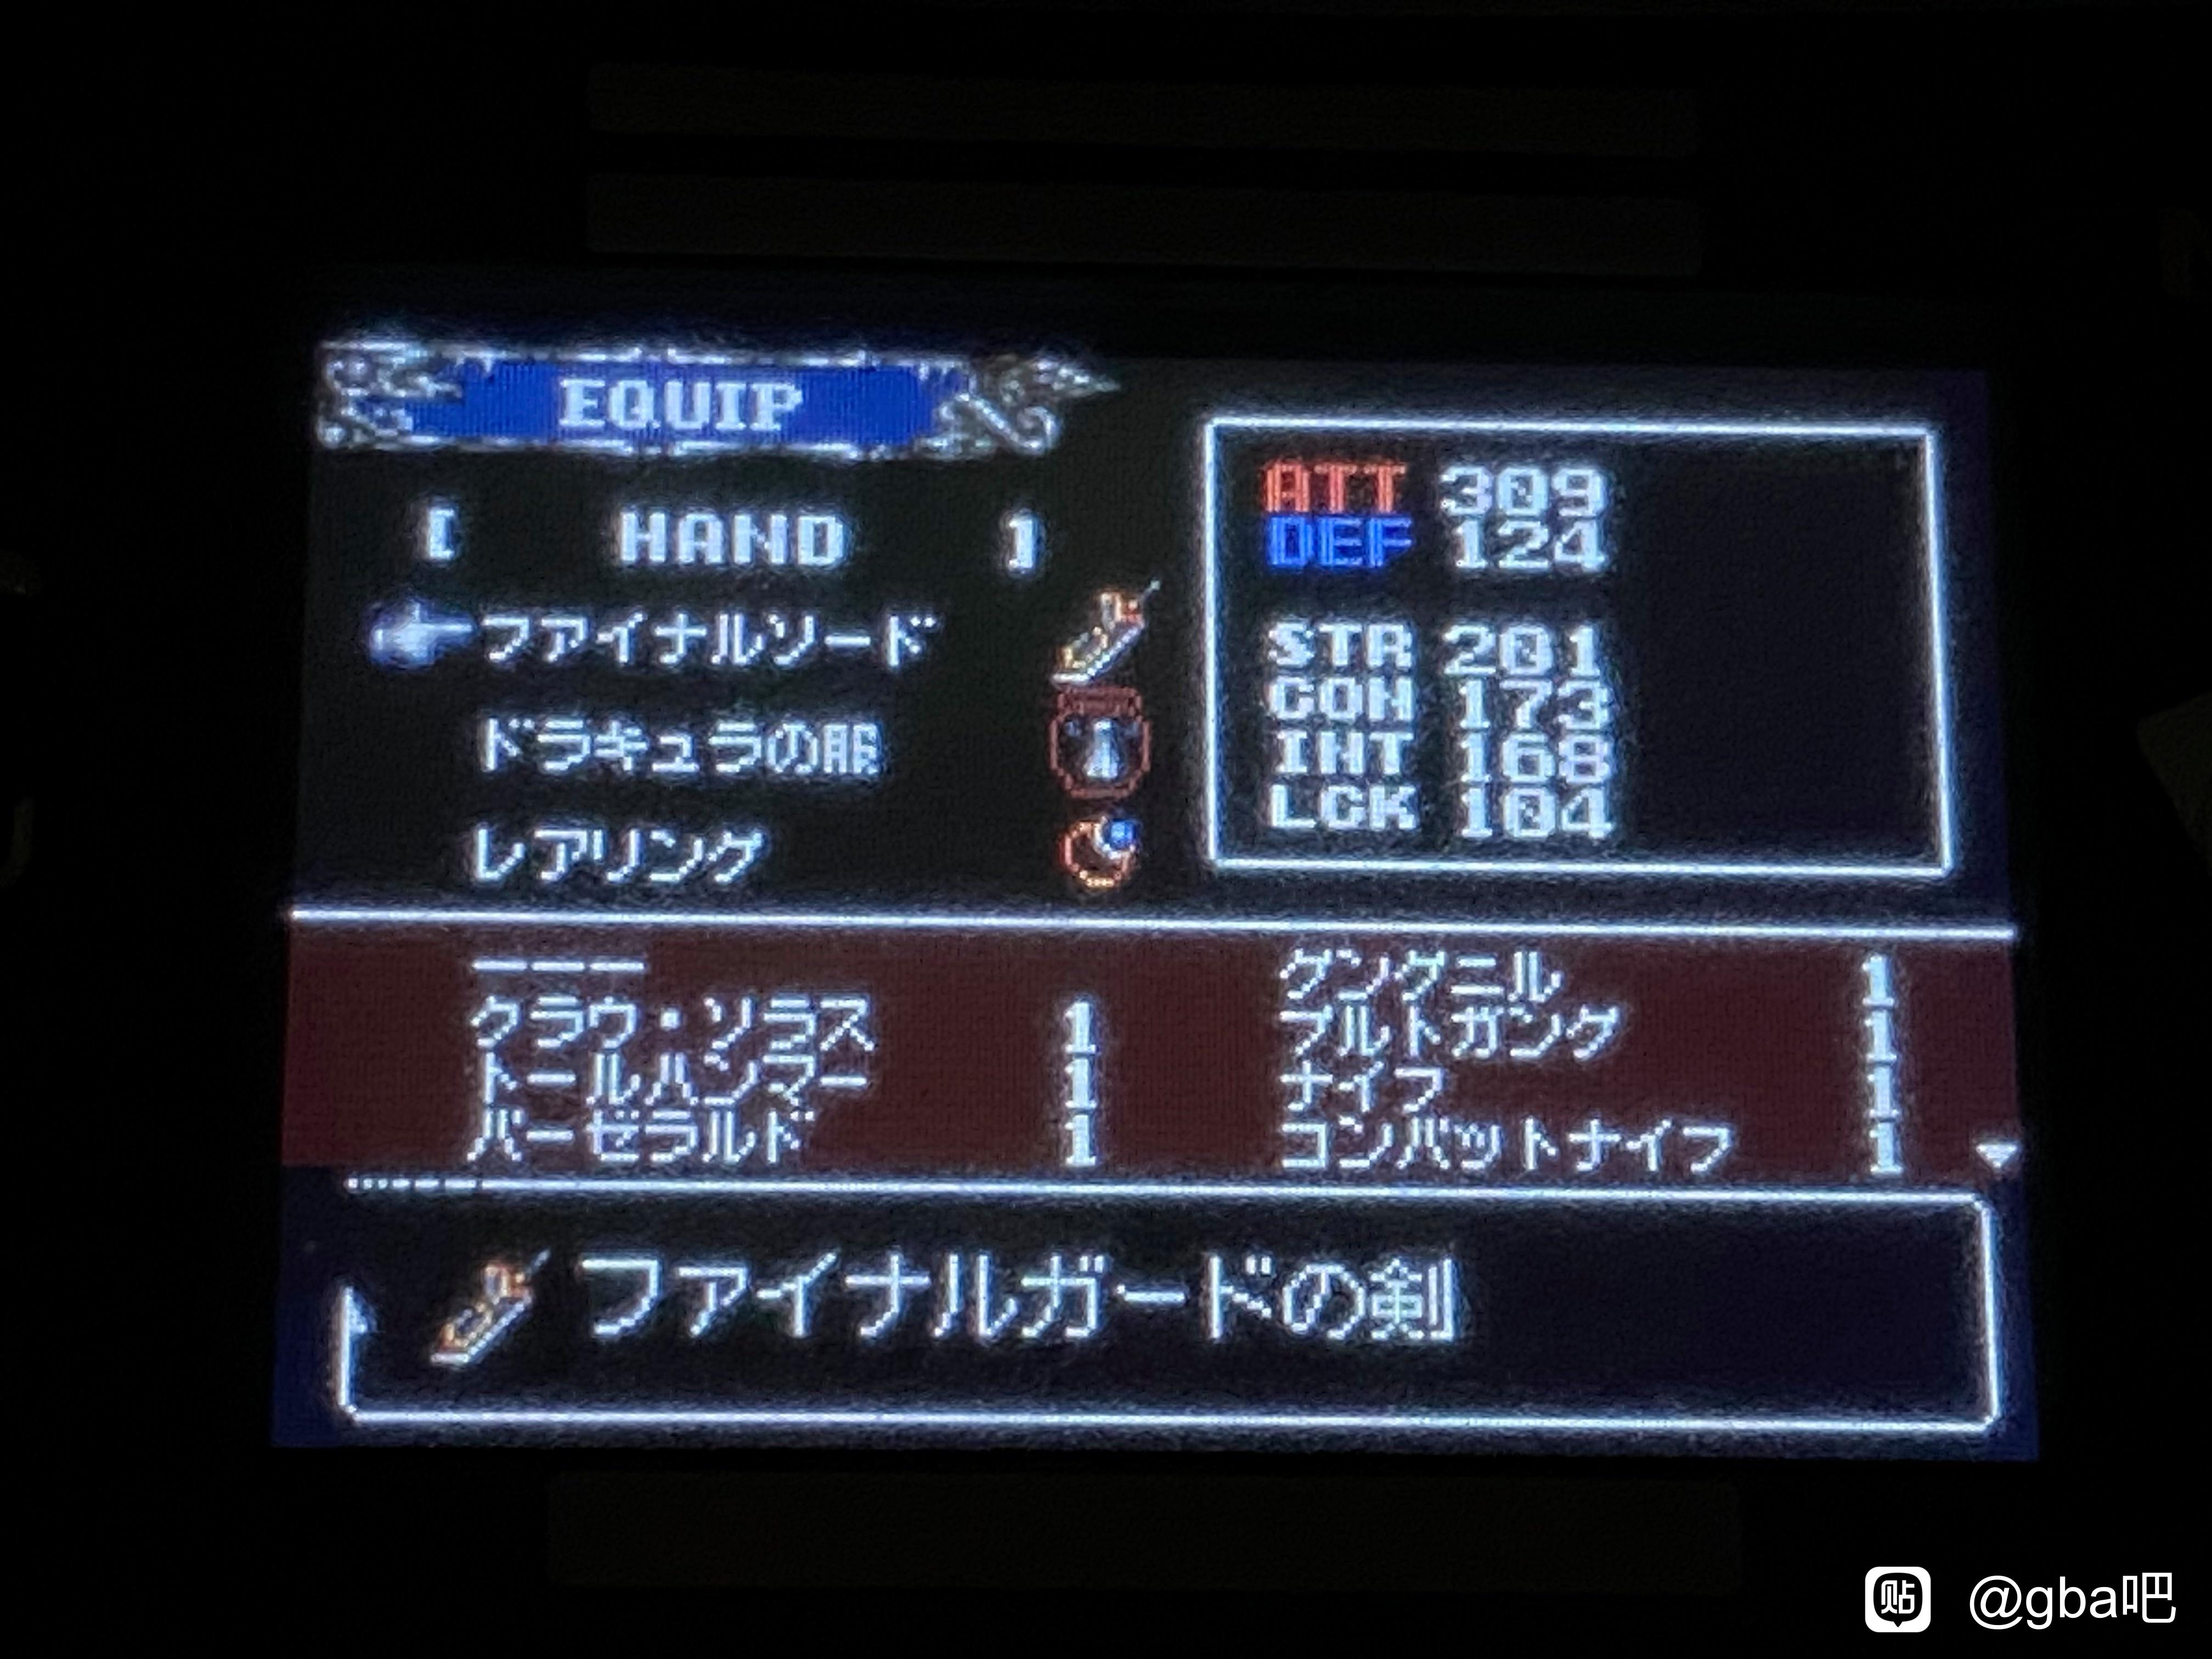 EQUIP
[ HAND ]
ファイナルソード
ドラキュラの服
レアリング
ATT 309
DEF 124
STR 201
CON 173
INT 168
LCK 104
---- グングニル 1
クラウ・ソラス 1 ブルトガング 1
トールハンマー 1 ナイフ 1
バーゼラルド 1 コンバットナイフ 1
ファイナルガードの剣
贴 @gba吧